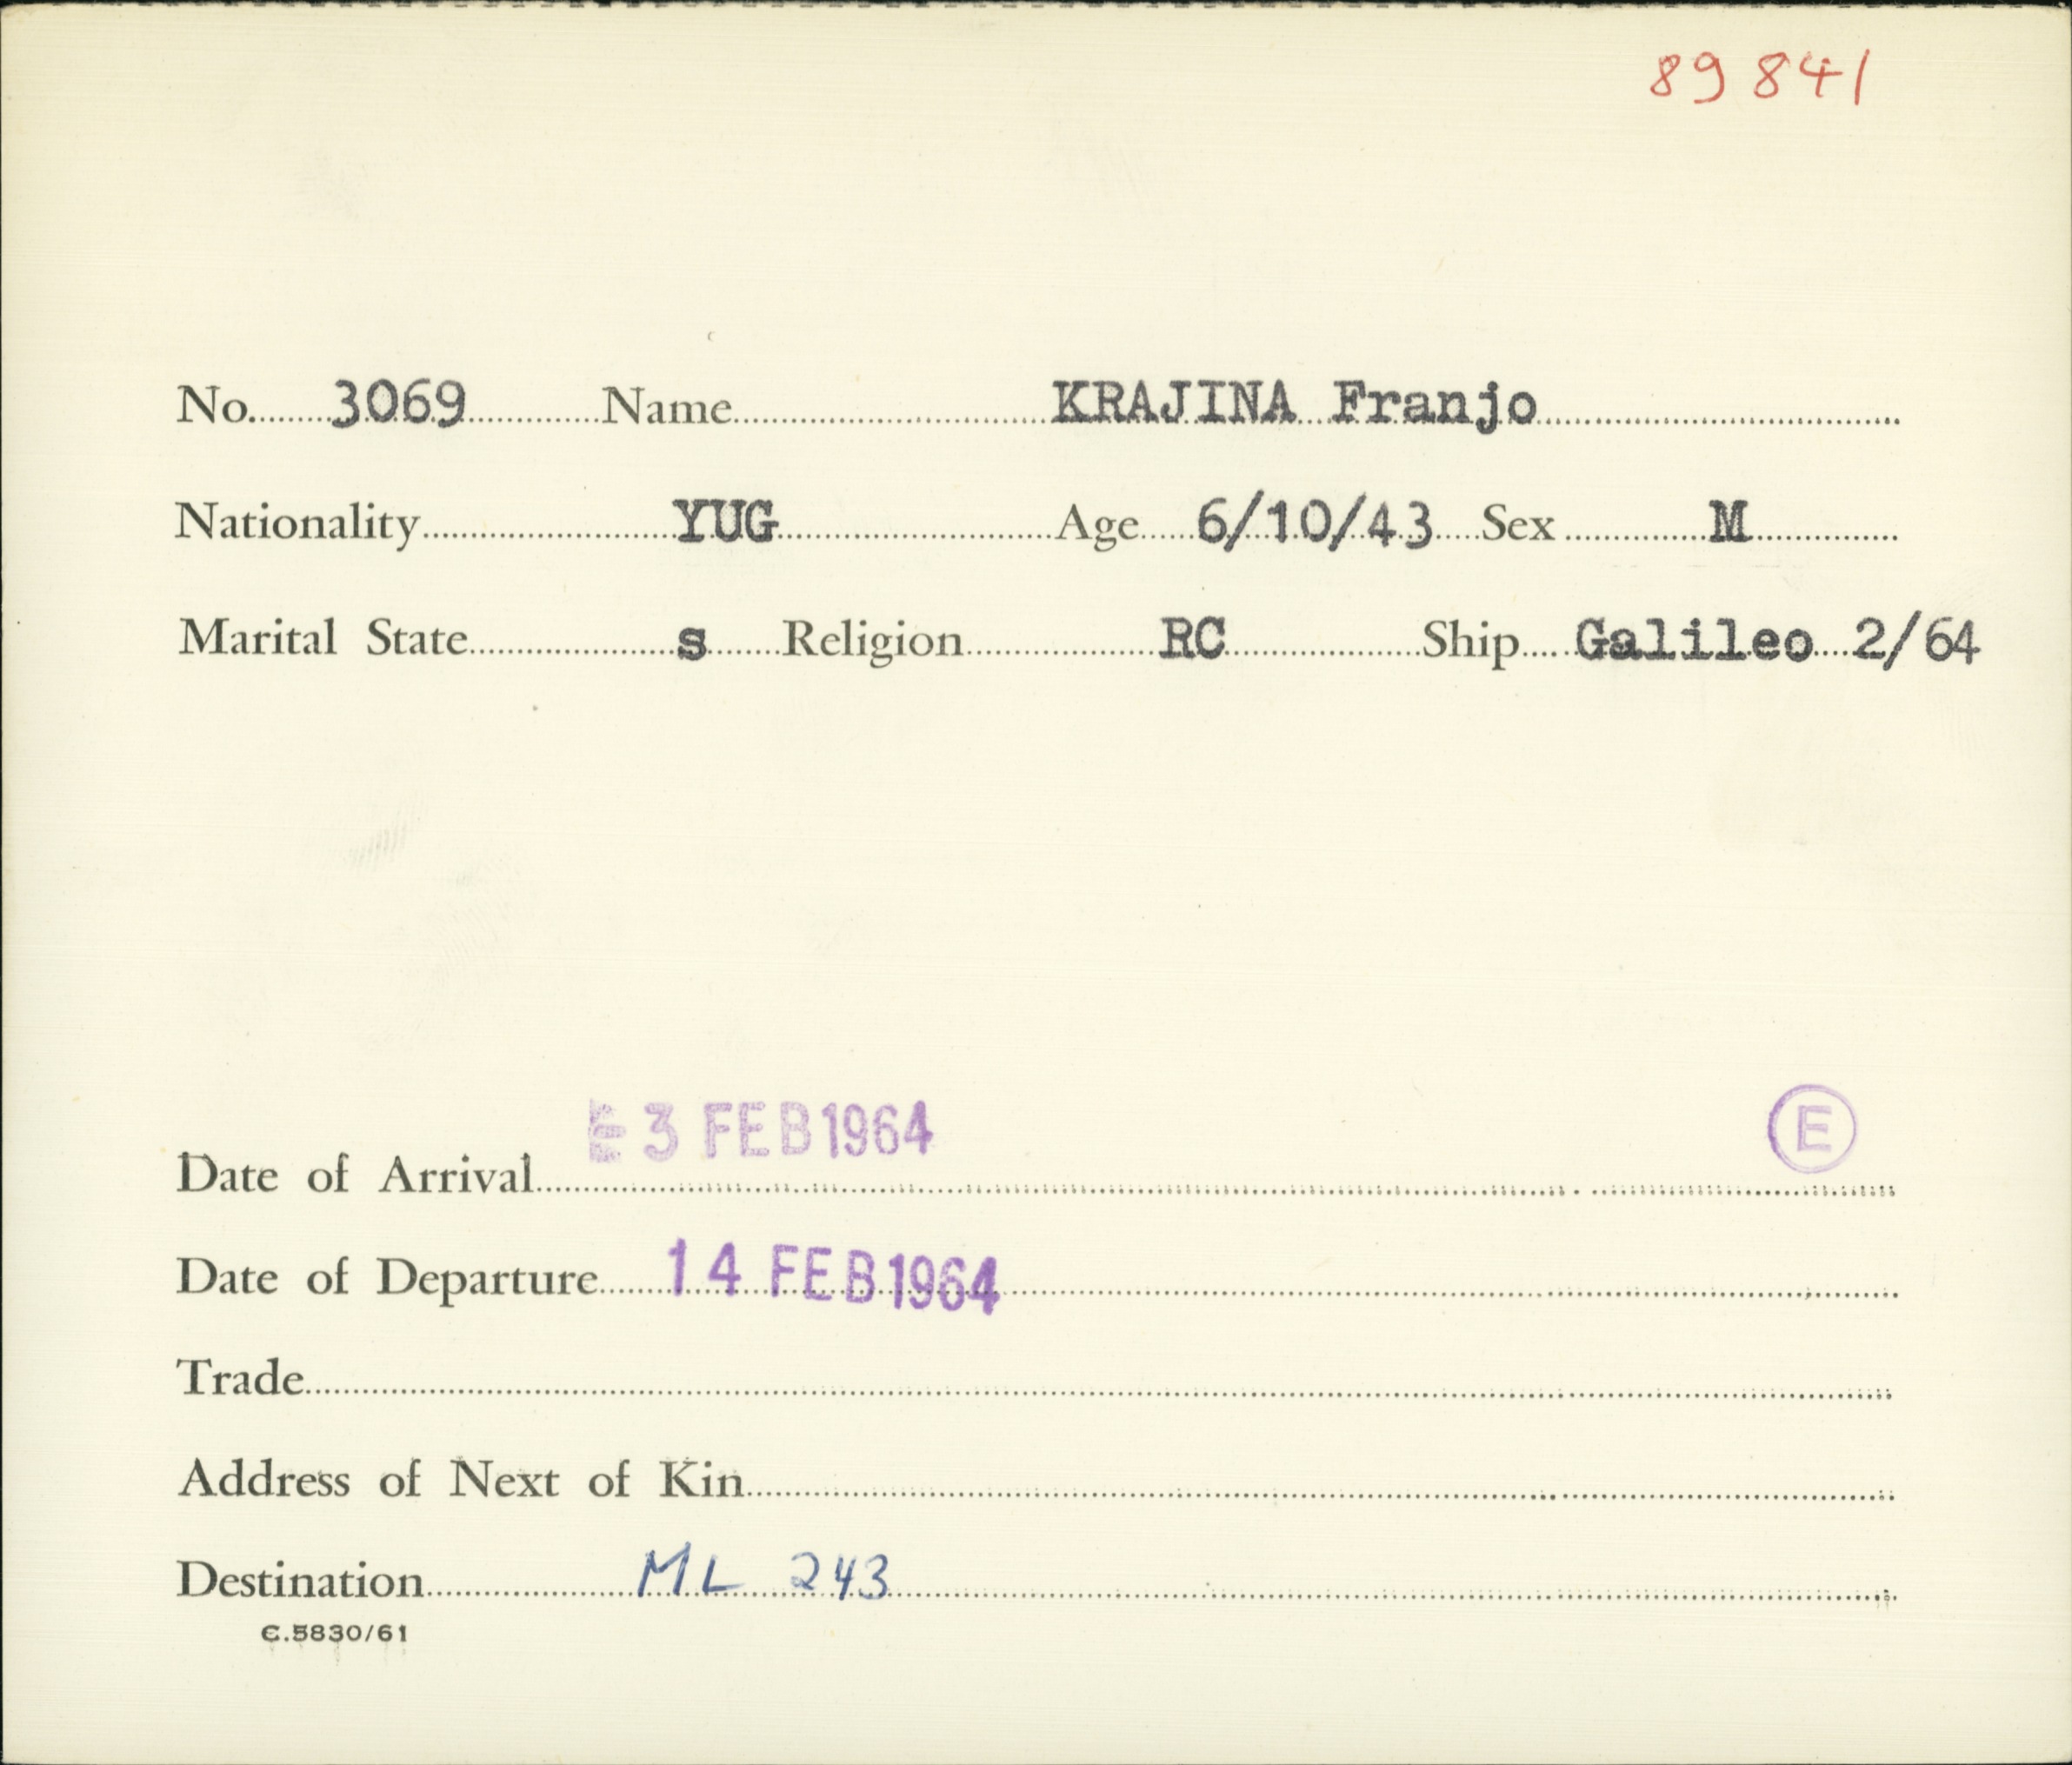 89841
No. 3069 Name KRAJINA Franjo
Nationality YUG Age 6/10/43 Sex M
Marital State s Religion RC Ship Galileo 2/64
3 FEB 1964 E
Date of Arrival
Date of Departure 14 FEB 1964
Trade
Address of Next of Kin
Destination ML 243
C.5830/61